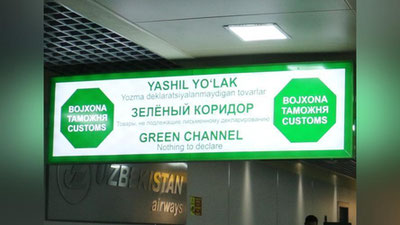 BOJXONA
ТАМОЖНЯ
CUSTOMS
YASHIL YO'LAK
Yozma deklaratsiyalanmaydigan tovarlar
ЗЕЛЁНЫЙ КОРИДОР
Товары, не подлежащие письменному декларированию
GREEN CHANNEL
Nothing to declare
BOJXONA
ТАМОЖНЯ
CUSTOMS
UZBEKISTAN
airways